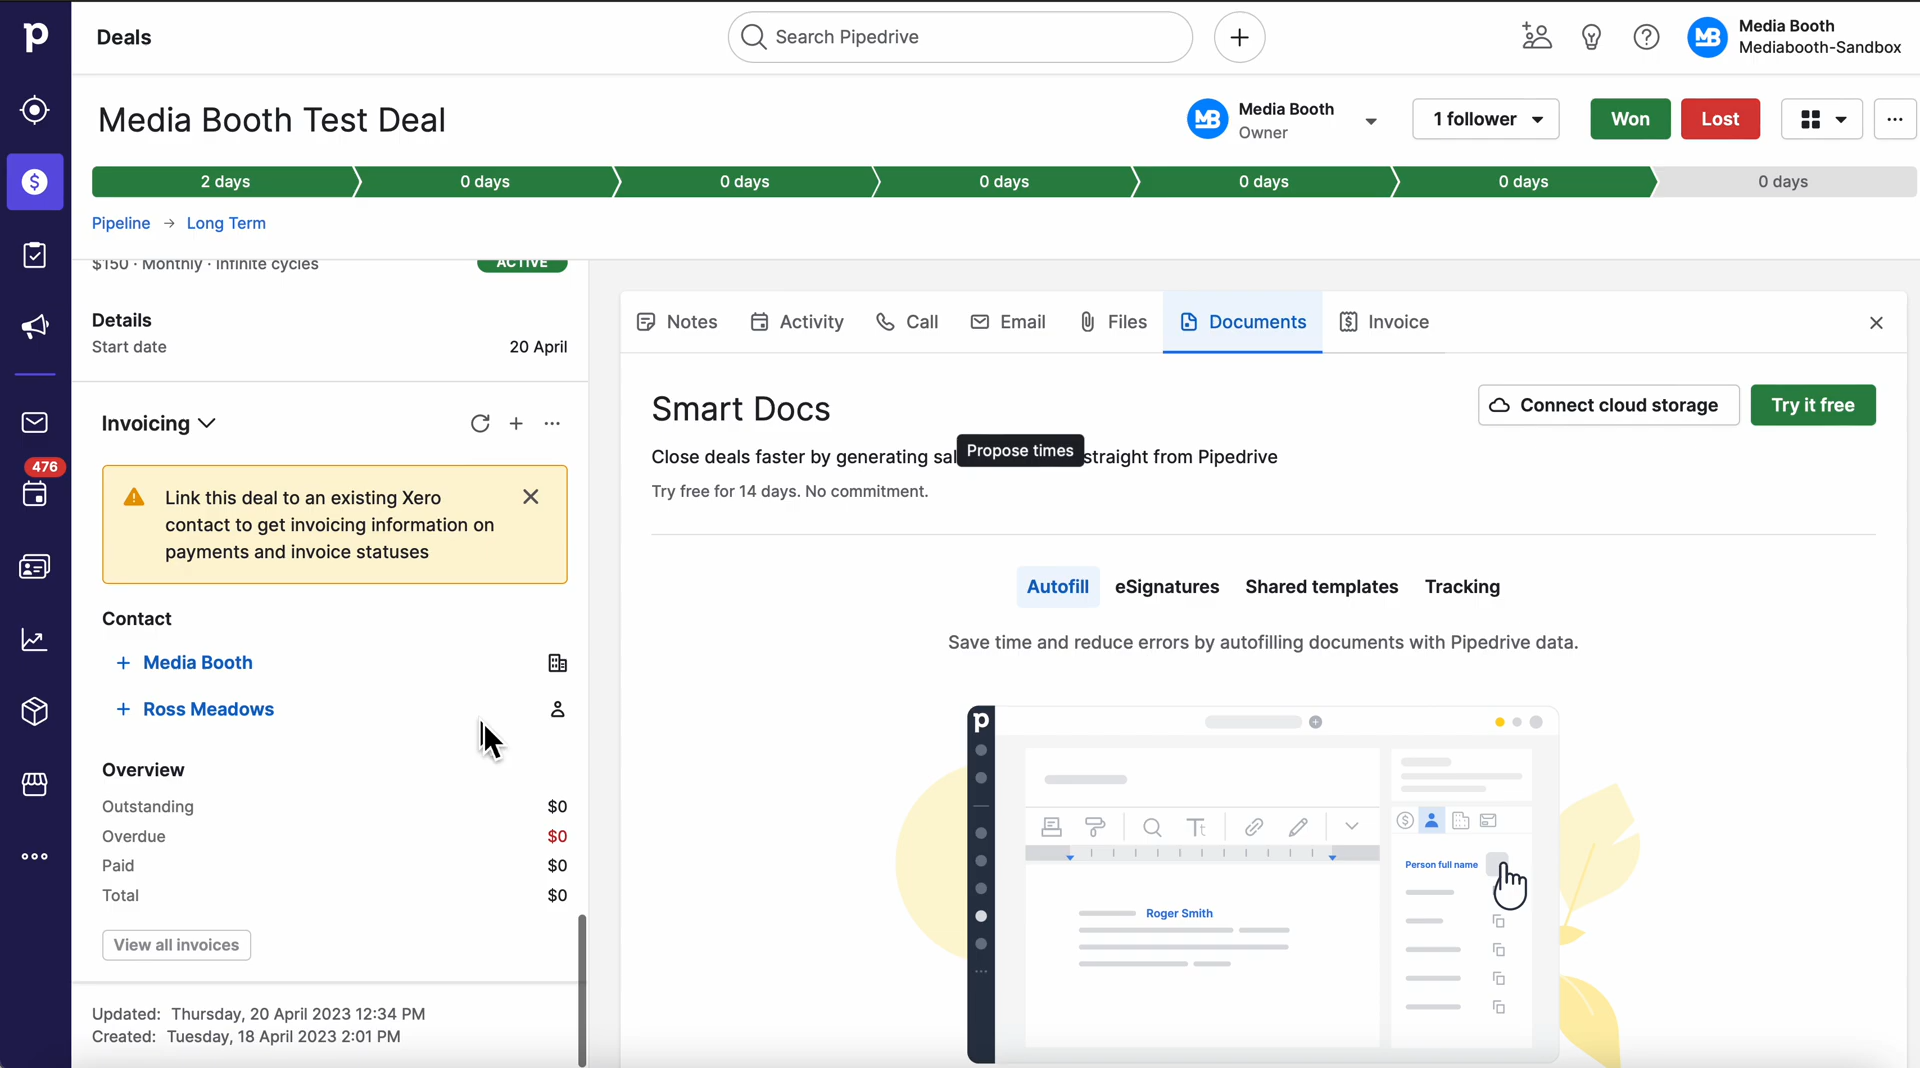 Deals
Search Pipedrive
Media Booth
Mediabooth-Sandbox
Media Booth Test Deal
Media Booth
Owner
1 follower
Won
Lost
2 days
0 days
0 days
0 days
0 days
0 days
0 days
Pipeline → Long Term
$150 · Monthly · Infinite cycles
ACTIVE
Details
Start date
20 April
Invoicing
476
Link this deal to an existing Xero
contact to get invoicing information on
payments and invoice statuses
Contact
+ Media Booth
+ Ross Meadows
Overview
Outstanding $0
Overdue $0
Paid $0
Total $0
View all invoices
Updated: Thursday, 20 April 2023 12:34 PM
Created: Tuesday, 18 April 2023 2:01 PM
Notes
Activity
Call
Email
Files
Documents
Invoice
Smart Docs
Connect cloud storage
Try it free
Propose times
Close deals faster by generating sal straight from Pipedrive
Try free for 14 days. No commitment.
Autofill
eSignatures
Shared templates
Tracking
Save time and reduce errors by autofilling documents with Pipedrive data.
Tt
Person full name
Roger Smith